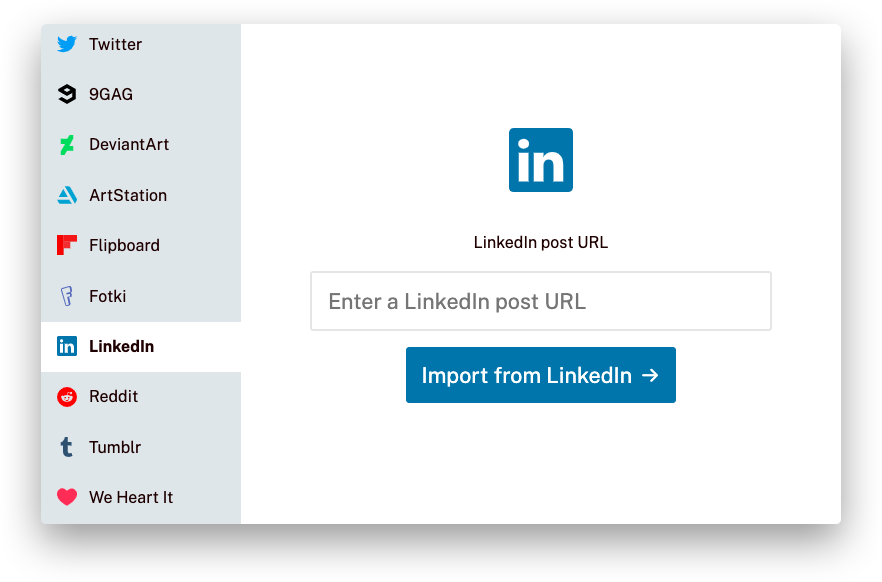 Twitter
9GAG
DeviantArt
ArtStation
Flipboard
Fotki
LinkedIn
Reddit
Tumblr
We Heart It
in
LinkedIn post URL
Enter a LinkedIn post URL
Import from LinkedIn →